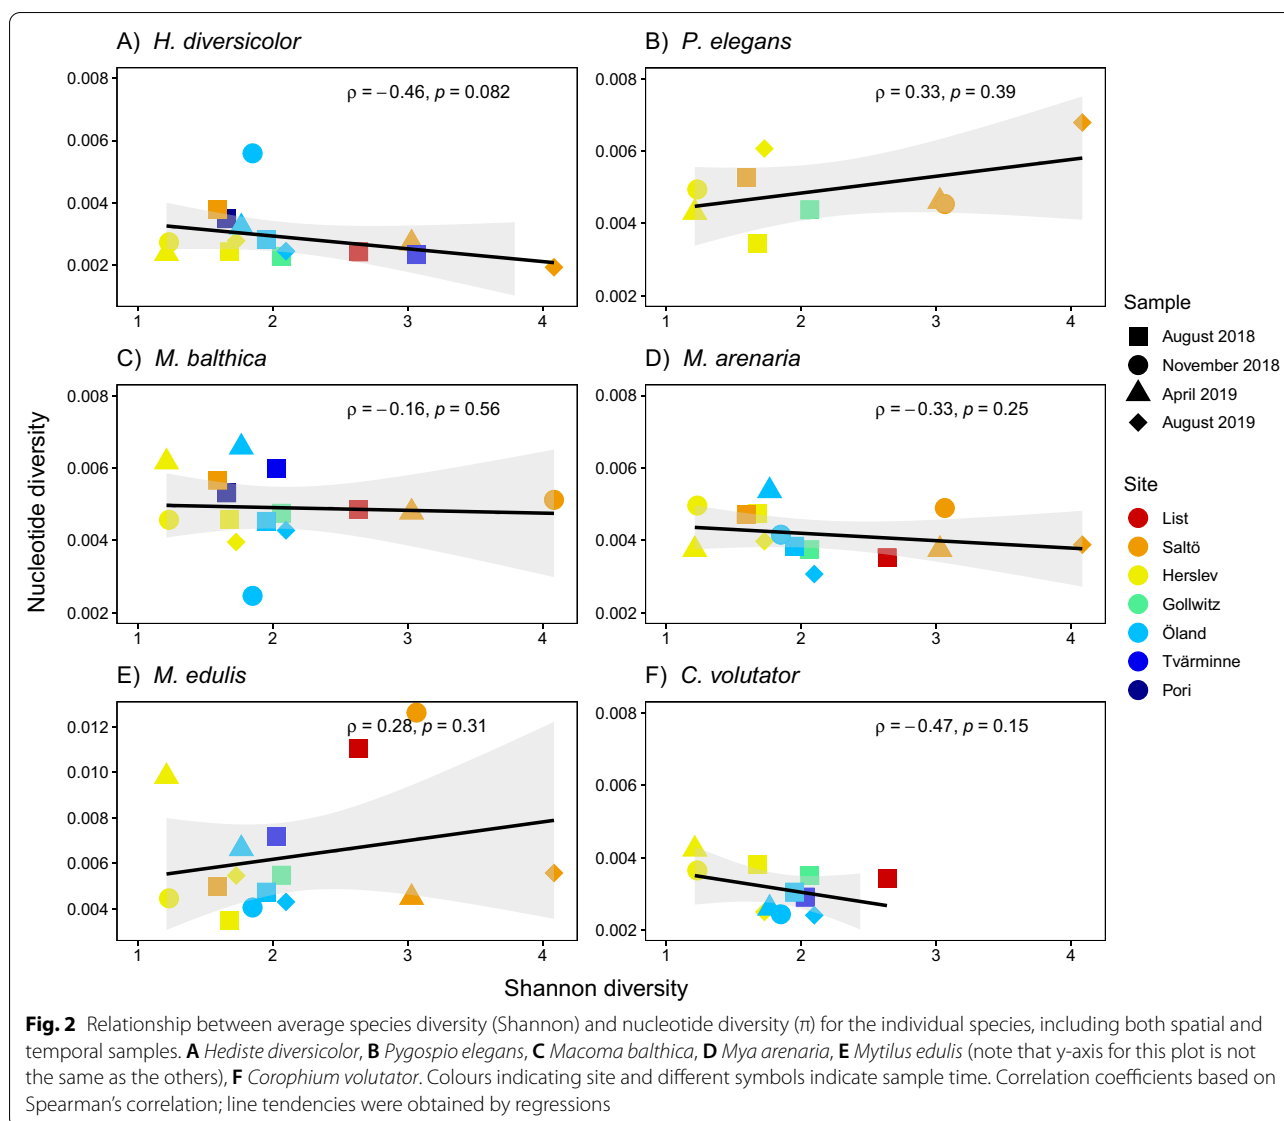 A) H. diversicolor
B) P. elegans
ρ = −0.46, p = 0.082
ρ = 0.33, p = 0.39
0.008
0.006
0.004
0.002
1 2 3 4
0.008
0.006
0.004
0.002
1 2 3 4
C) M. balthica
D) M. arenaria
ρ = −0.16, p = 0.56
ρ = −0.33, p = 0.25
0.008
0.006
0.004
0.002
1 2 3 4
0.008
0.006
0.004
0.002
1 2 3 4
E) M. edulis
F) C. volutator
ρ = 0.28, p = 0.31
ρ = −0.47, p = 0.15
0.012
0.010
0.008
0.006
0.004
1 2 3 4
0.008
0.006
0.004
0.002
1 2 3 4
Nucleotide diversity
Shannon diversity
Sample
August 2018
November 2018
April 2019
August 2019
Site
List
Saltö
Herslev
Gollwitz
Öland
Tvärminne
Pori
Fig. 2 Relationship between average species diversity (Shannon) and nucleotide diversity (π) for the individual species, including both spatial and
temporal samples. A Hediste diversicolor, B Pygospio elegans, C Macoma balthica, D Mya arenaria, E Mytilus edulis (note that y-axis for this plot is not
the same as the others), F Corophium volutator. Colours indicating site and different symbols indicate sample time. Correlation coefficients based on
Spearman's correlation; line tendencies were obtained by regressions